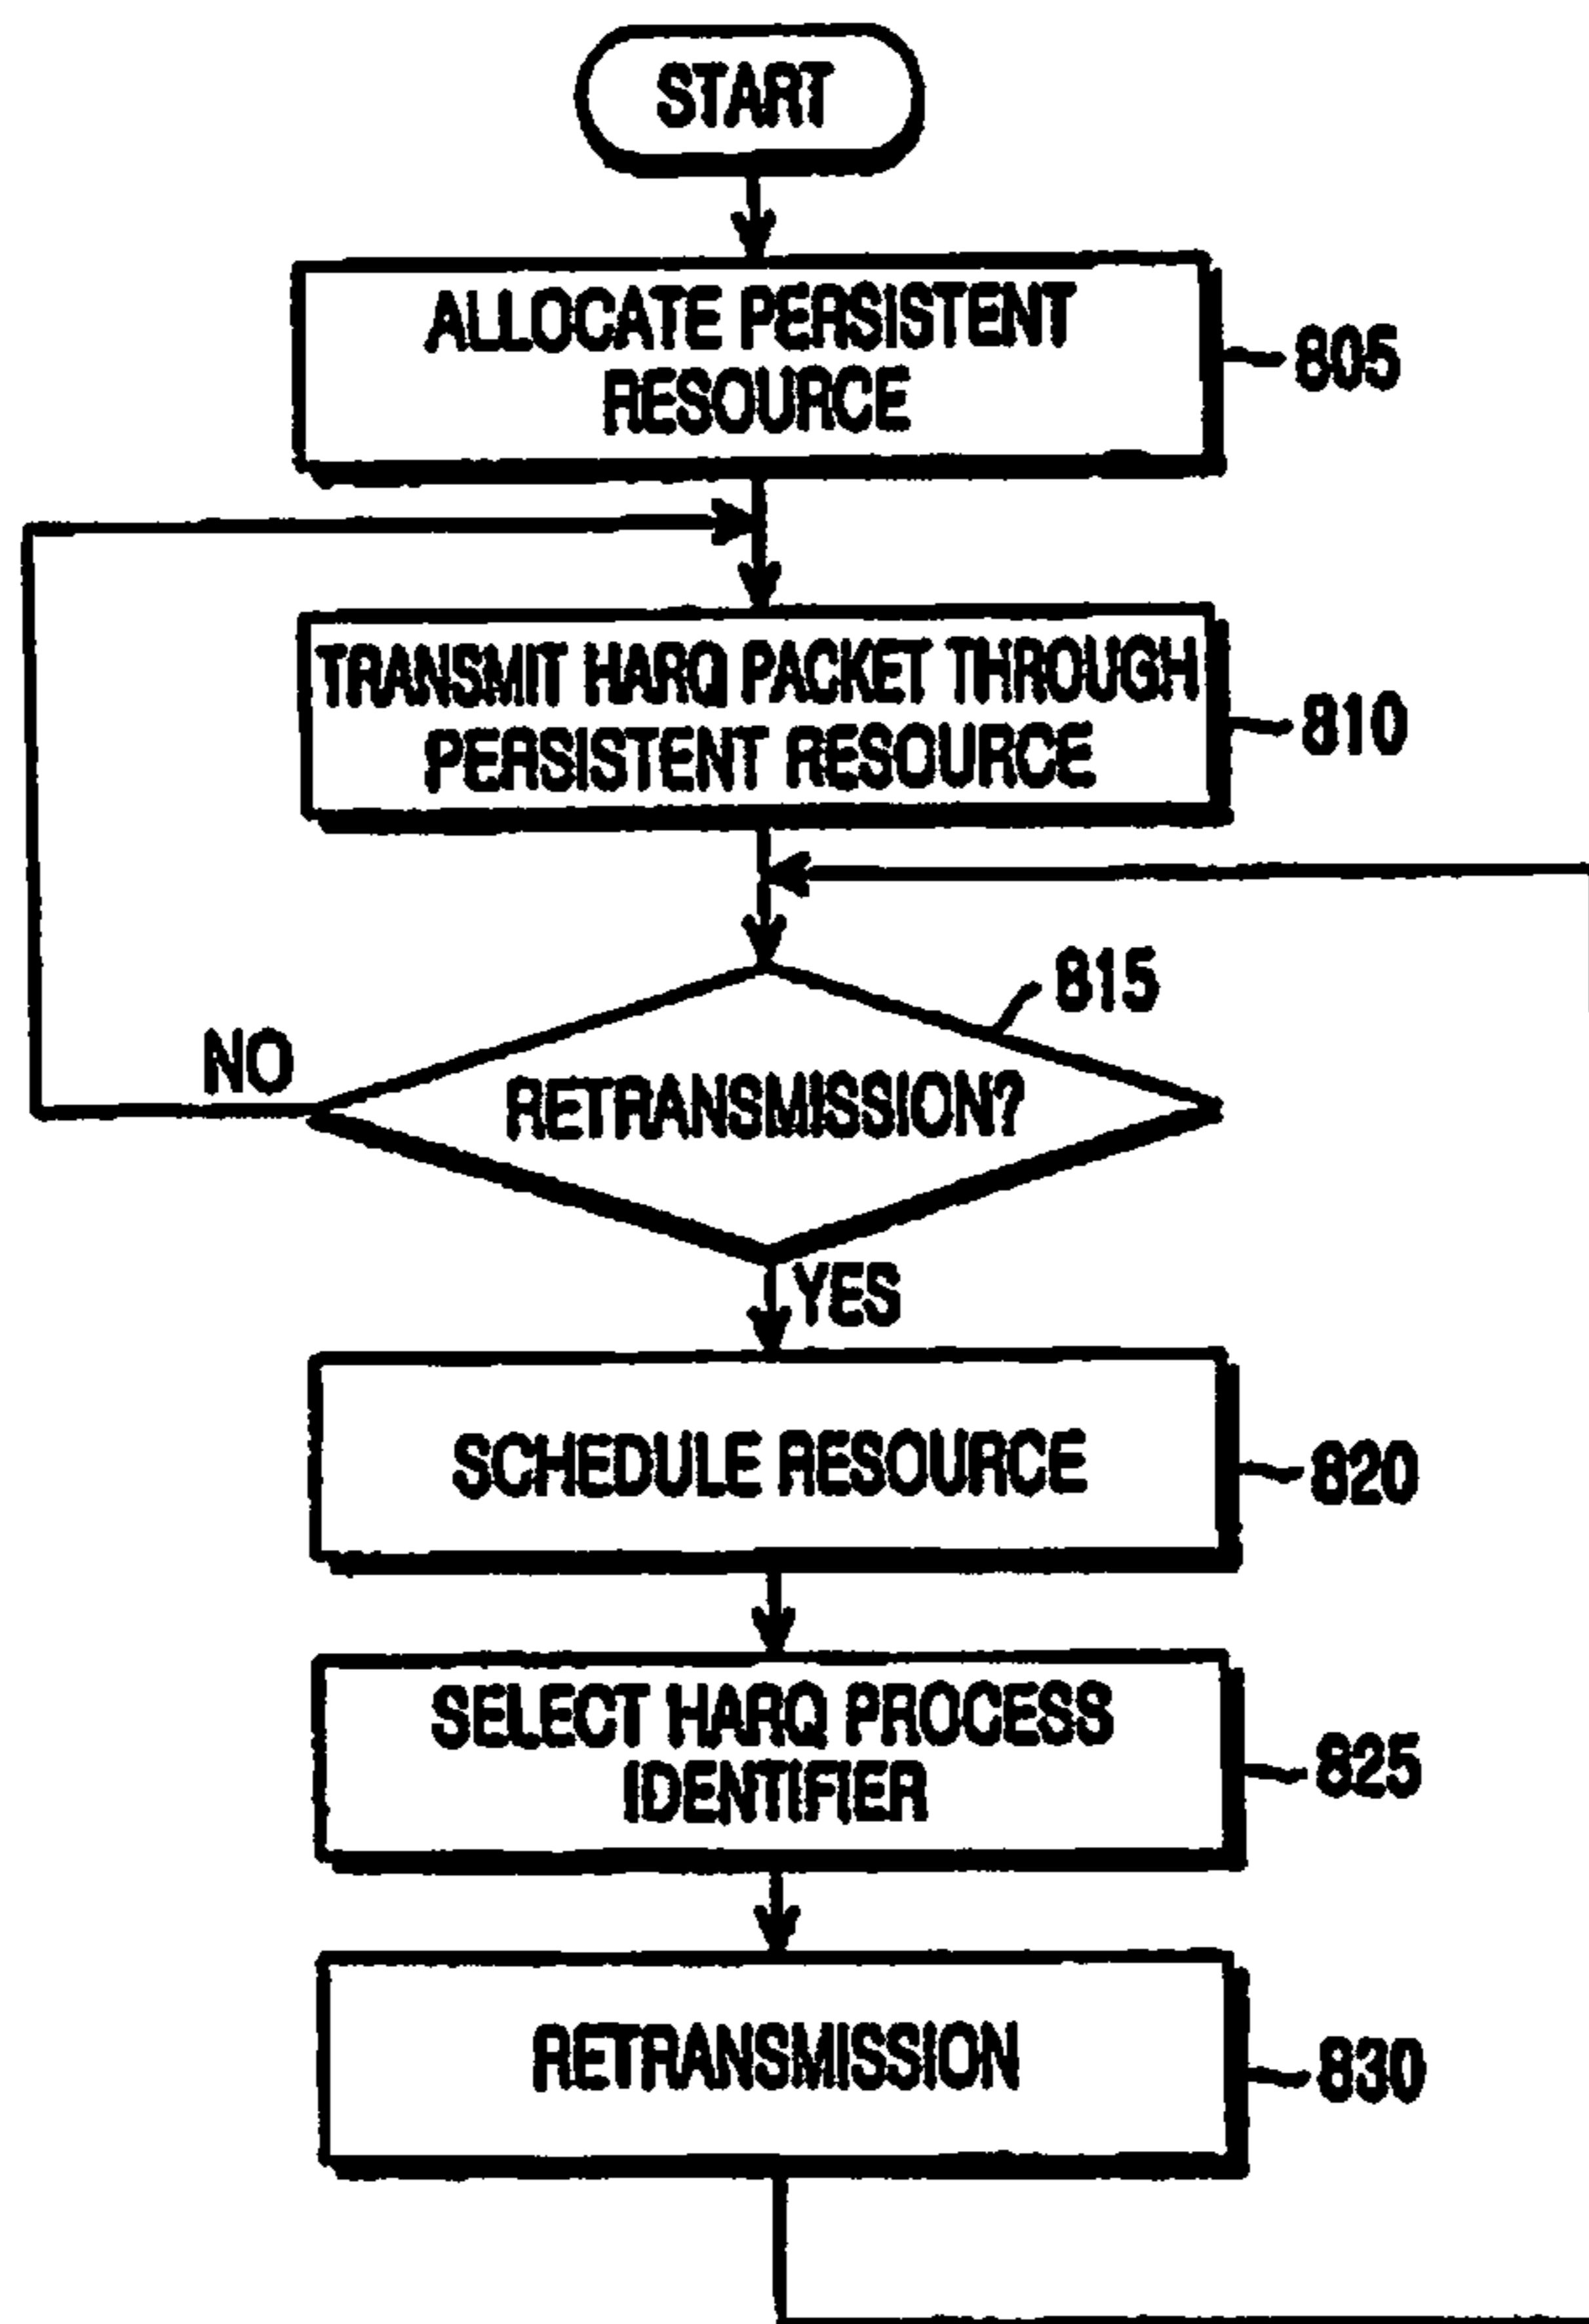 START
ALLOCATE PERSISTENT
RESOURCE
805
TRANSMIT HARQ PACKET THROUGH
PERSISTENT RESOURCE
810
815
NO
RETRANSMISSION?
YES
SCHEDULE RESOURCE
820
SELECT HARQ PROCESS
IDENTIFIER
825
RETRANSMISSION
830